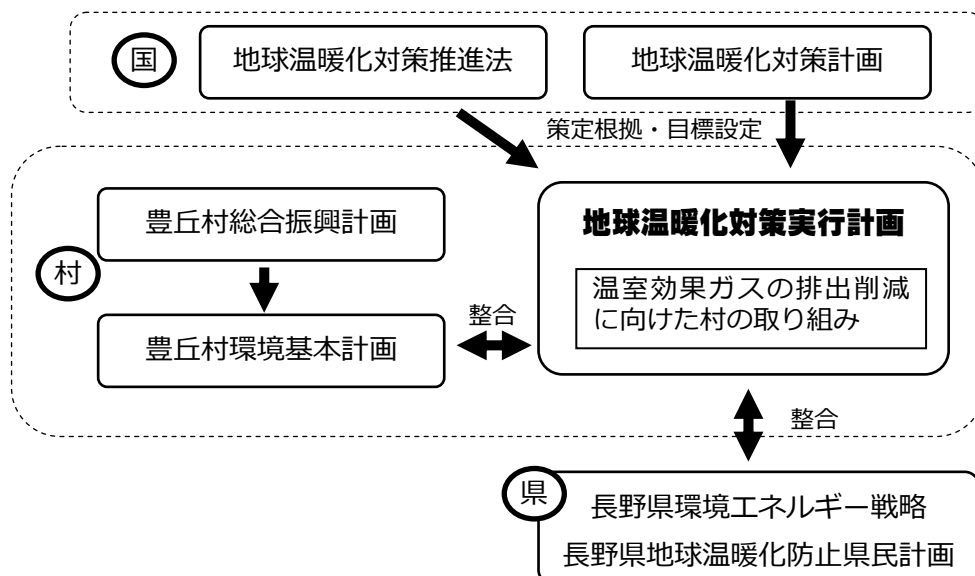 国
地球温暖化対策推進法
地球温暖化対策計画
策定根拠・目標設定
村
豊丘村総合振興計画
地球温暖化対策実行計画
温室効果ガスの排出削減
に向けた村の取り組み
豊丘村環境基本計画
整合
整合
県
長野県環境エネルギー戦略
長野県地球温暖化防止県民計画